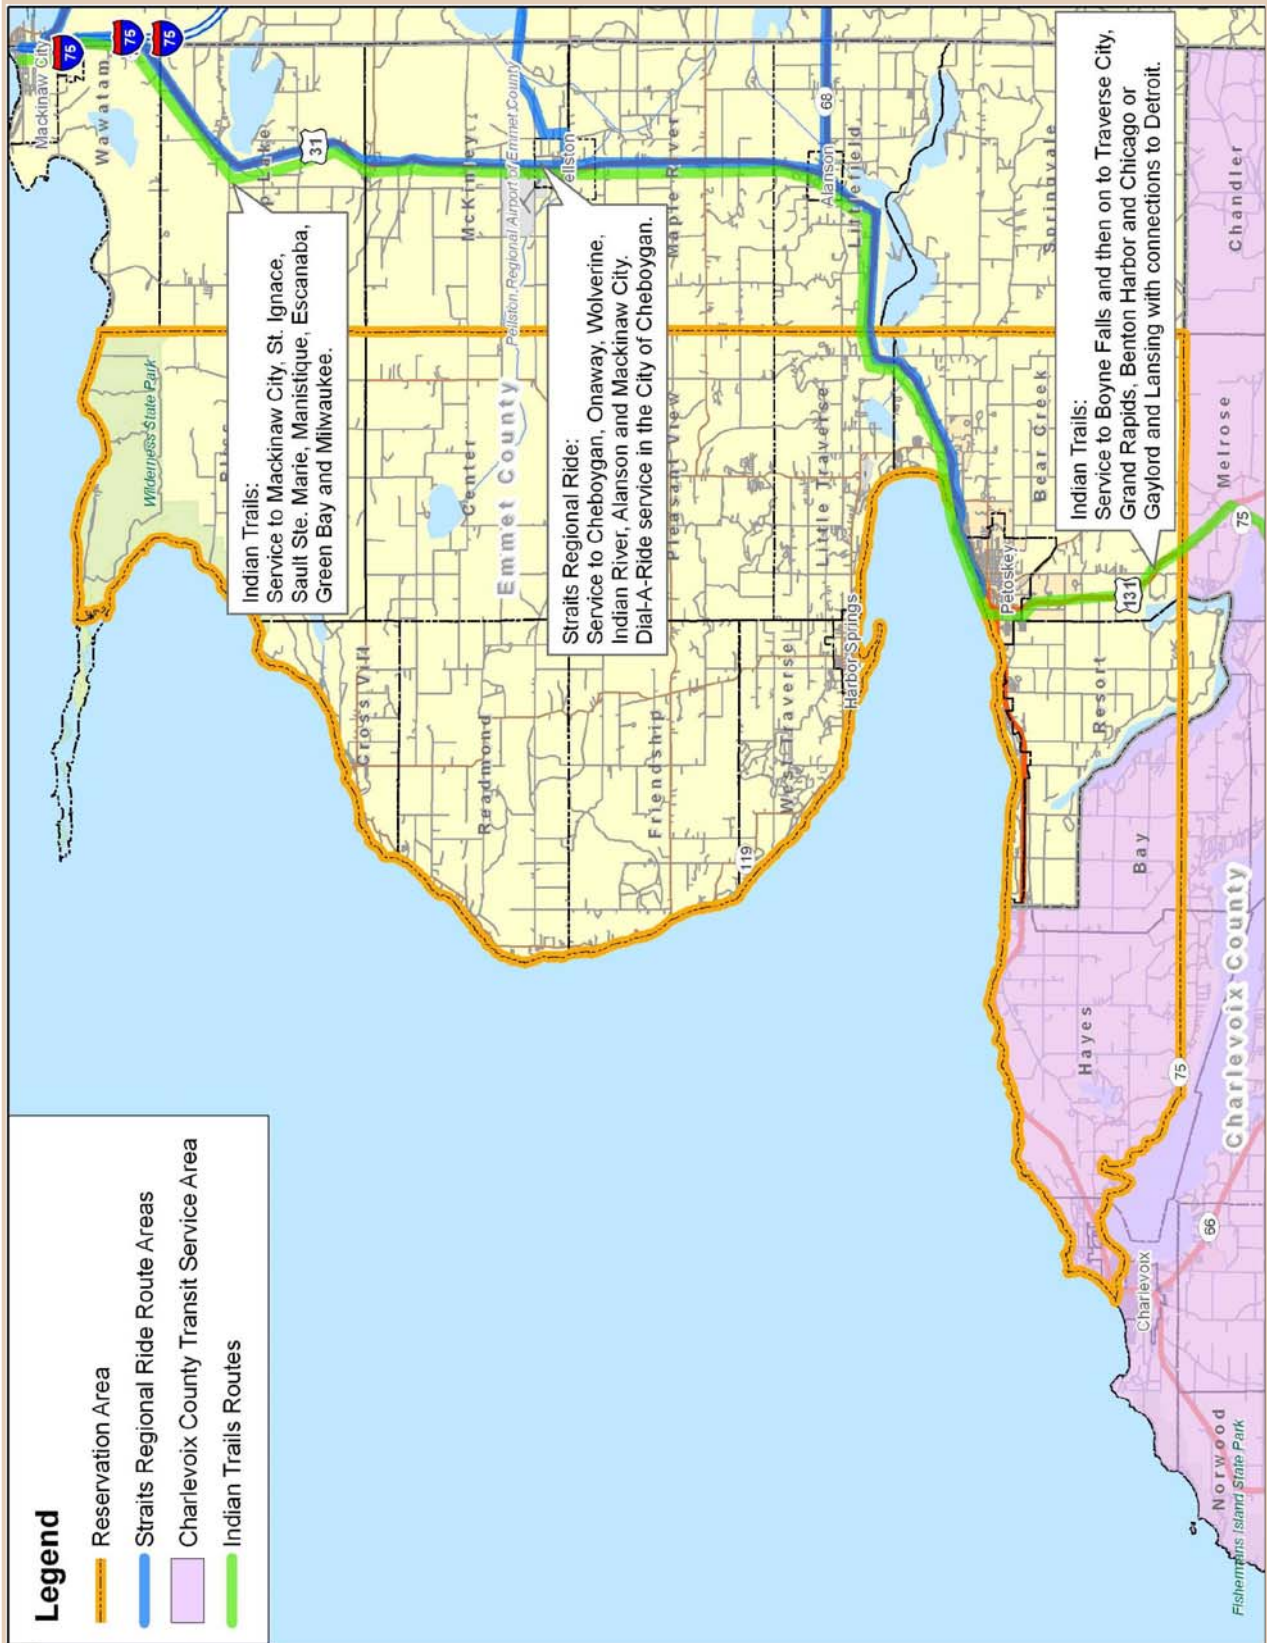 Legend
Reservation Area
Straits Regional Ride Route Areas
Charlevoix County Transit Service Area
Indian Trails Routes
Mackinaw City
75
75
75
Wawatam
Wilderness State Park
31
Indian Trails:
Service to Mackinaw City, St. Ignace,
Sault Ste. Marie, Manistique, Escanaba,
Green Bay and Milwaukee.
Cross Vill
McKinley
Center
Readmond
Emmet County
Pellston Regional Airport of Emmet County
ellston
Straits Regional Ride:
Service to Cheboygan, Onaway, Wolverine,
Indian River, Alanson and Mackinaw City.
Dial-A-Ride service in the City of Cheboygan.
Friendship
Pleasant View
Maple River
119
West Traverse
Little Traverse
68
Alanson
Littlefield
Harbor Springs
Petoskey
Bear Creek
Springvale
Resort
131
Indian Trails:
Service to Boyne Falls and then on to Traverse City,
Grand Rapids, Benton Harbor and Chicago or
Gaylord and Lansing with connections to Detroit.
Hayes
Bay
75
Melrose
Chandler
75
Charlevoix County
66
Charlevoix
Norwood
Fishermans Island State Park